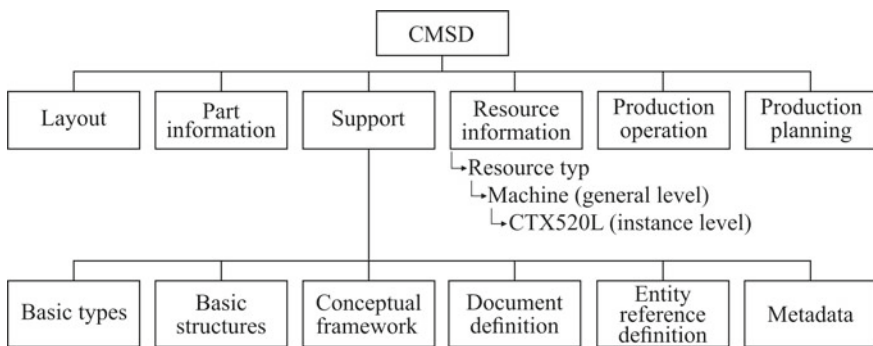 CMSD
Layout
Part
information
Support
Resource
information
Production
operation
Production
planning
Resource typ
Machine (general level)
CTX520L (instance level)
Basic types
Basic
structures
Conceptual
framework
Document
definition
Entity
reference
definition
Metadata